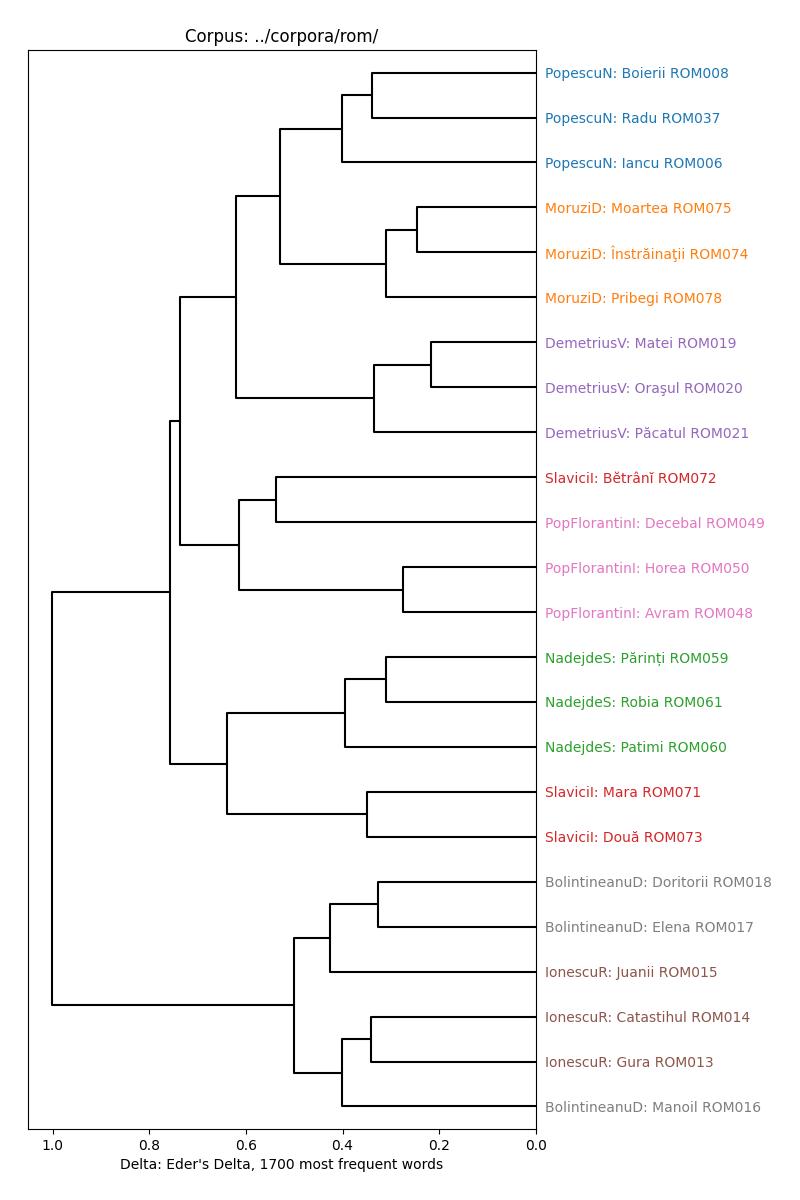 Corpus: ../corpora/rom/
PopescuN: Boierii ROM008
PopescuN: Radu ROM037
PopescuN: Iancu ROM006
MoruziD: Moartea ROM075
MoruziD: Înstrăinaţii ROM074
MoruziD: Pribegi ROM078
DemetriusV: Matei ROM019
DemetriusV: Oraşul ROM020
DemetriusV: Păcatul ROM021
SlaviciI: Bětrânĭ ROM072
PopFlorantinI: Decebal ROM049
PopFlorantinI: Horea ROM050
PopFlorantinI: Avram ROM048
NadejdeS: Părinți ROM059
NadejdeS: Robia ROM061
NadejdeS: Patimi ROM060
SlaviciI: Mara ROM071
SlaviciI: Două ROM073
BolintineanuD: Doritorii ROM018
BolintineanuD: Elena ROM017
IonescuR: Juanii ROM015
IonescuR: Catastihul ROM014
IonescuR: Gura ROM013
BolintineanuD: Manoil ROM016
1.0 0.8 0.6 0.4 0.2 0.0
Delta: Eder's Delta, 1700 most frequent words